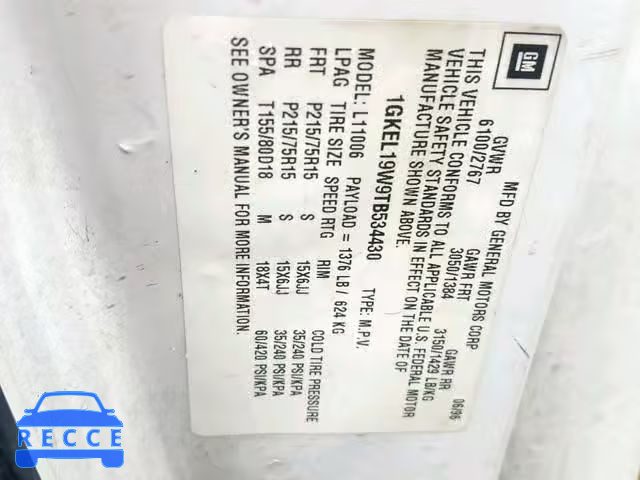 GM
MFD BY GENERAL MOTORS CORP 06/96
GVWR GAWR FRT GAWR RR
6100/2767 3050/1384 3150/1429 LB/KG
THIS VEHICLE CONFORMS TO ALL APPLICABLE U.S. FEDERAL MOTOR
VEHICLE SAFETY STANDARDS IN EFFECT ON THE DATE OF
MANUFACTURE SHOWN ABOVE.
1GKEL19W9TB534430 TYPE: M.P.V.
MODEL: L11006 PAYLOAD = 1376 LB / 624 KG
LPAG TIRE SIZE SPEED RTG RIM COLD TIRE PRESSURE
FRT P215/75R15 S 15X6JJ 35/240 PSI/KPA
RR P215/75R15 S 15X6JJ 35/240 PSI/KPA
SPA T155/80D18 M 18X4T 60/420 PSI/KPA
SEE OWNER'S MANUAL FOR MORE INFORMATION.
RECCE